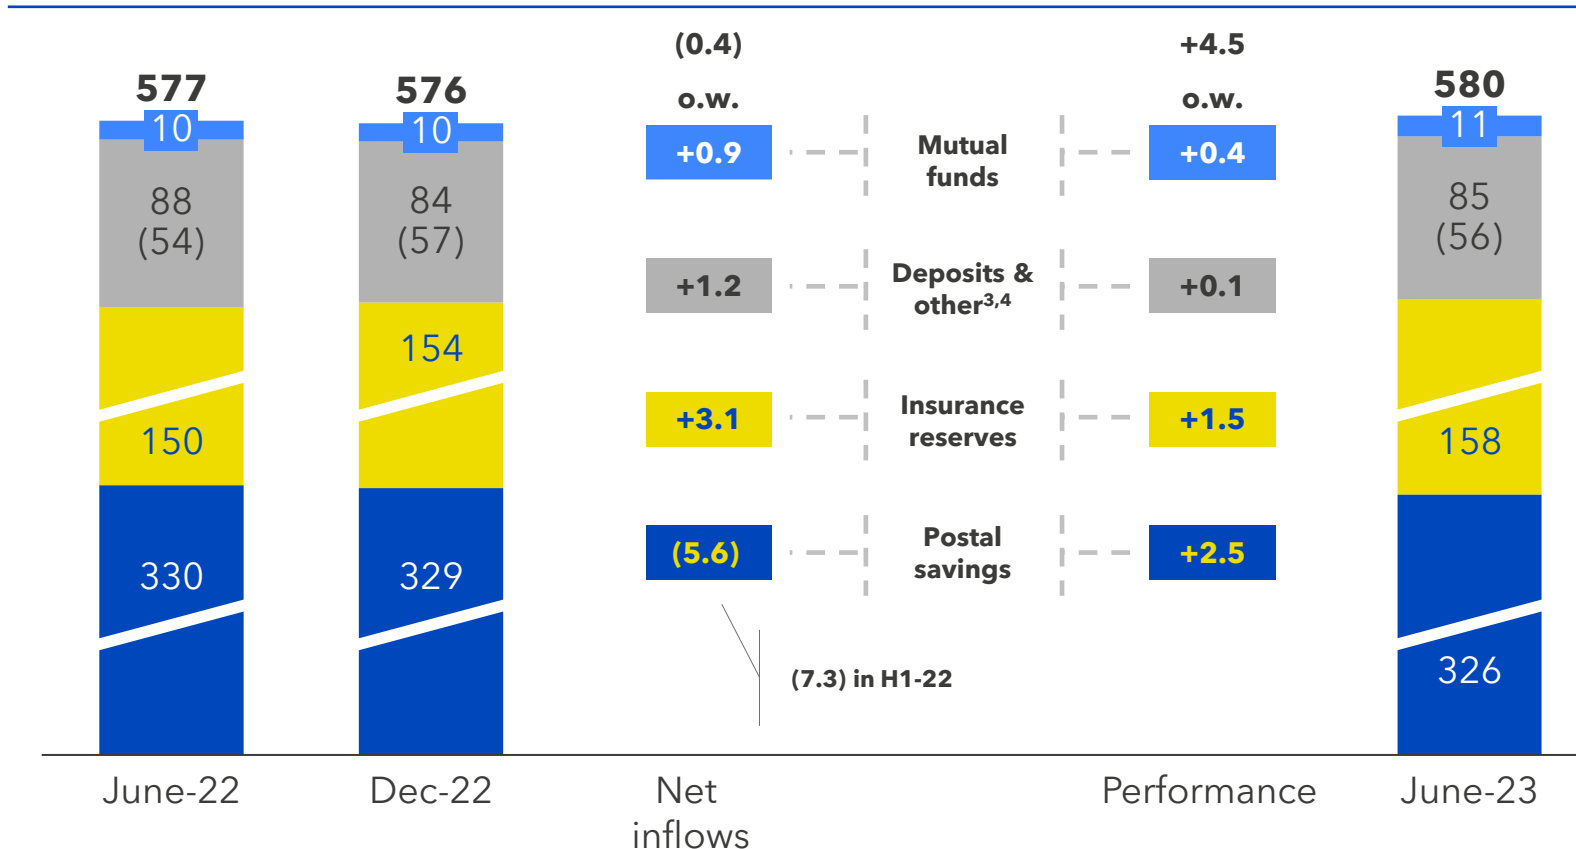 577
10
88
(54)
150
330
June-22
576
10
84
(57)
154
329
Dec-22
(0.4)
o.w.
+0.9
+1.2
+3.1
(5.6)
(7.3) in H1-22
Net
inflows
Mutual
funds
Deposits &
other3,4
Insurance
reserves
Postal
savings
+4.5
o.w.
+0.4
+0.1
+1.5
+2.5
Performance
580
11
85
(56)
158
326
June-23